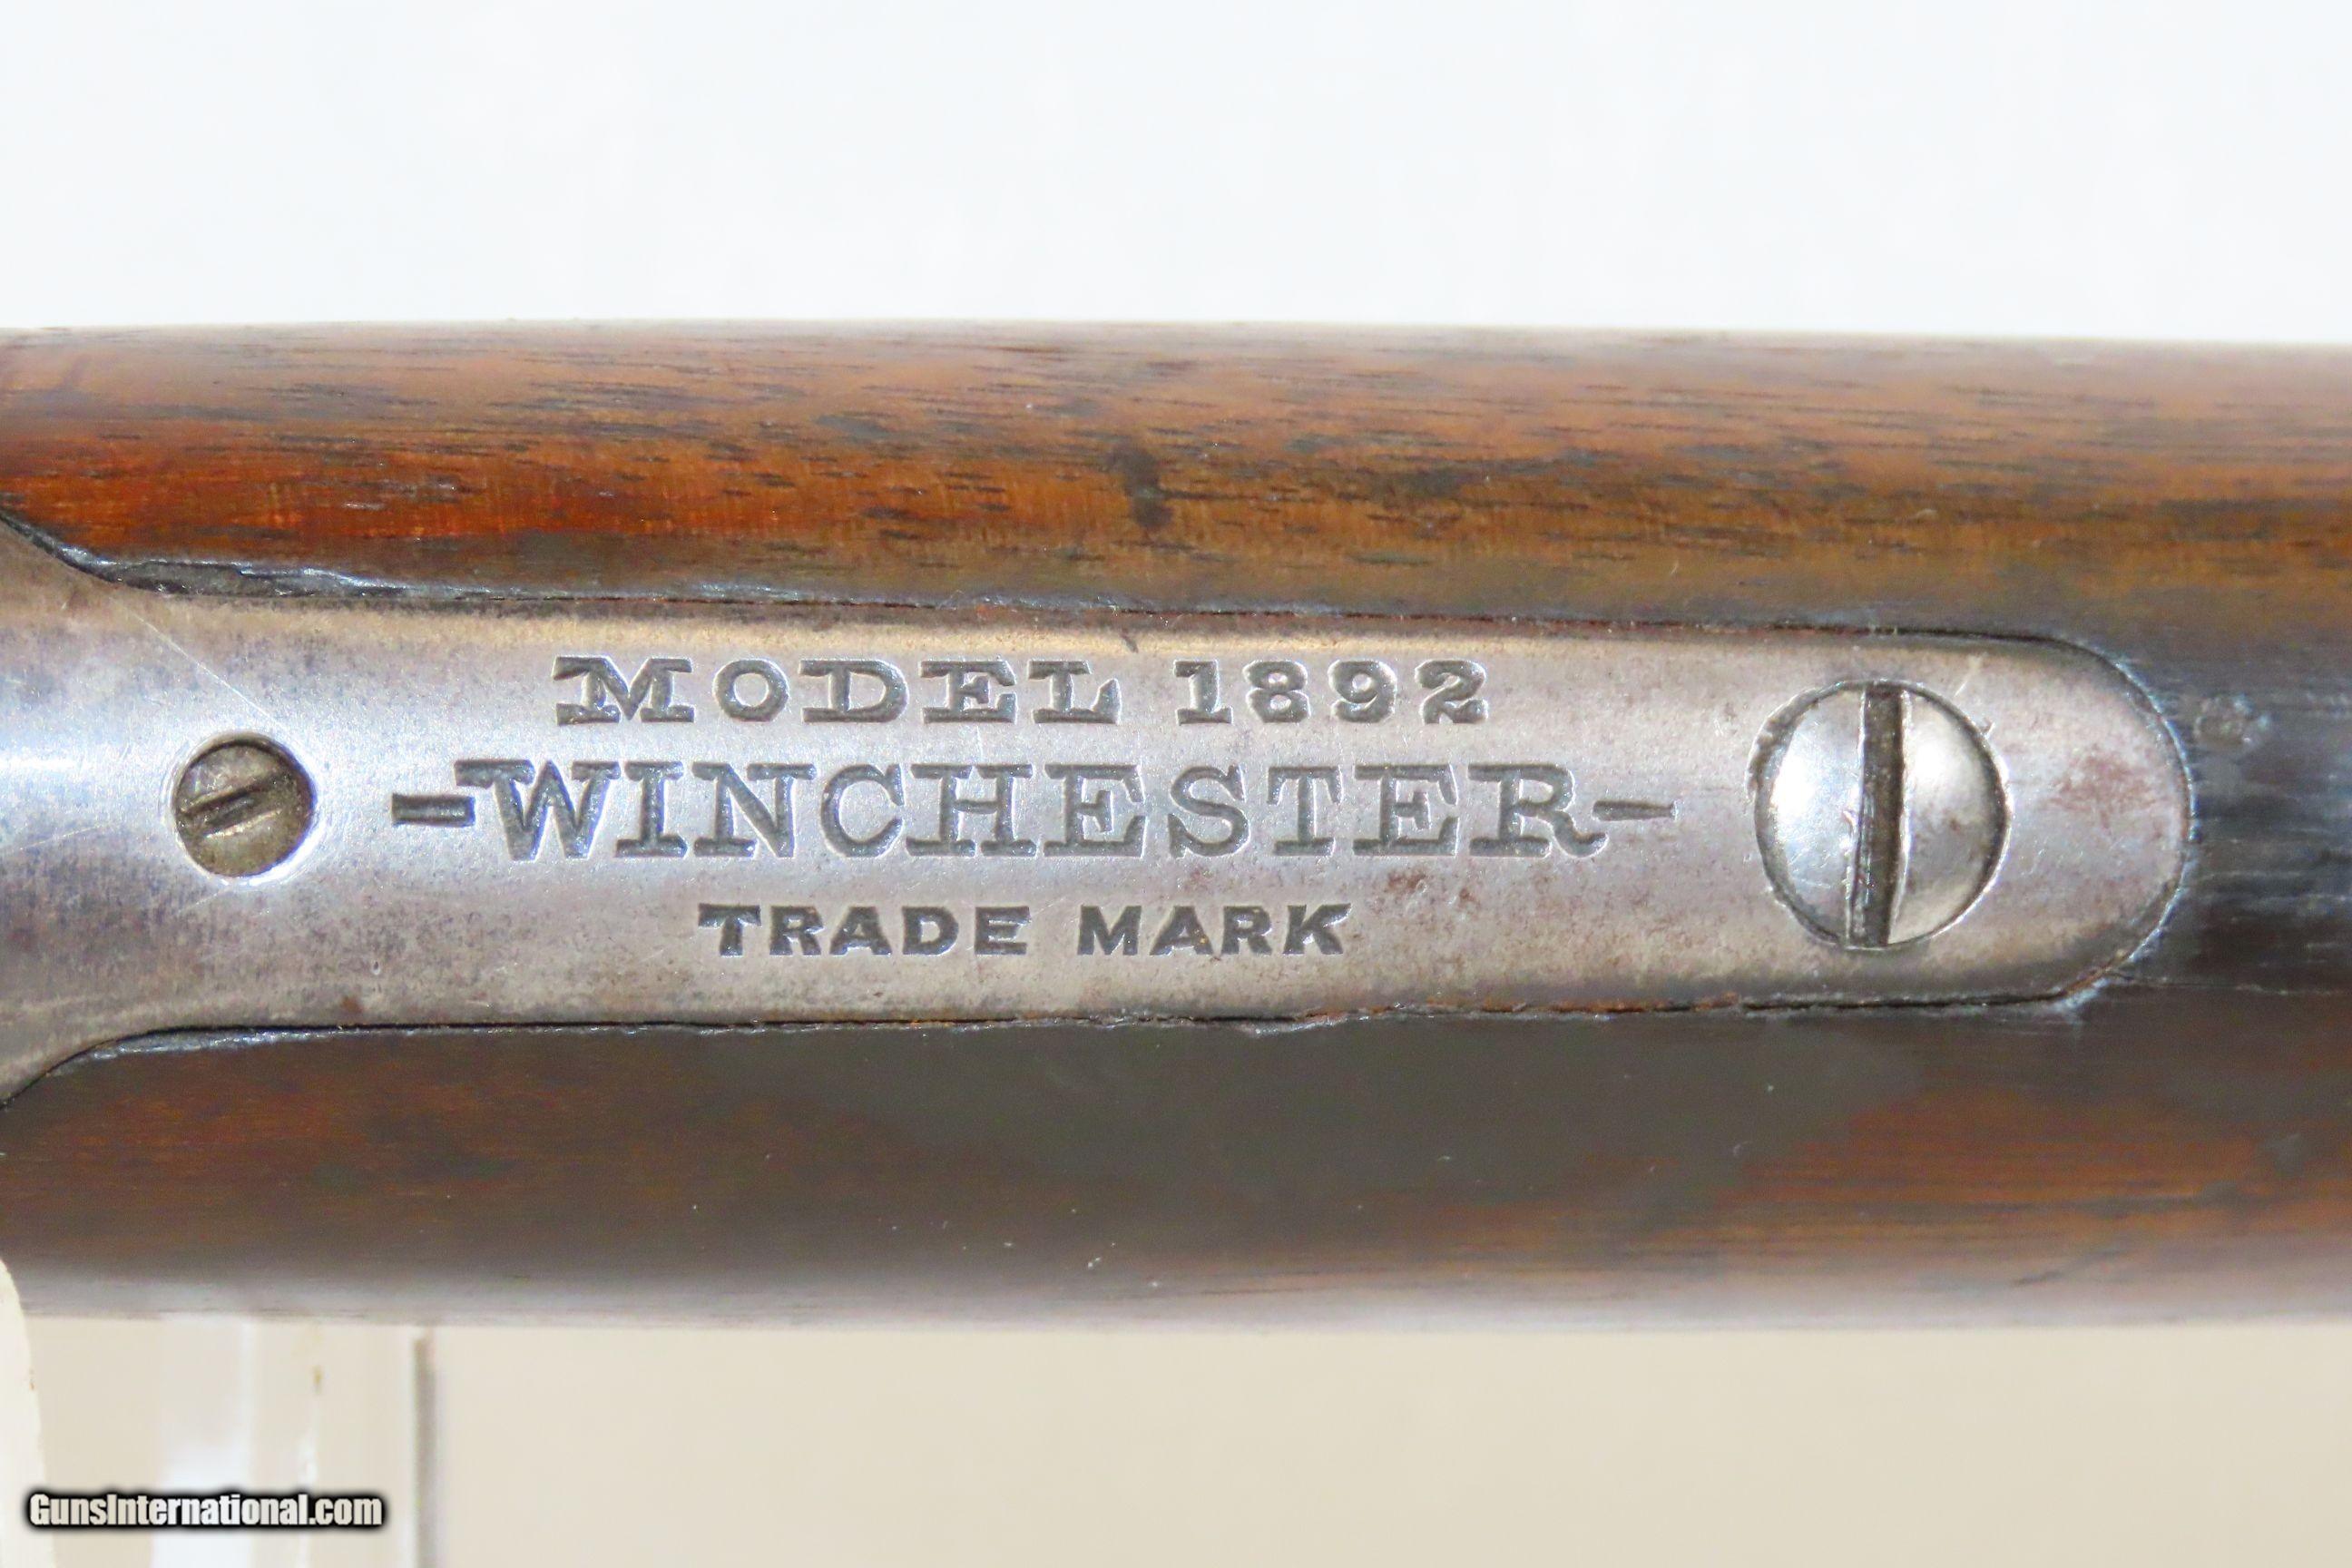 MODEL 1892
-WINCHESTER-
TRADE MARK
GunsInternational.com